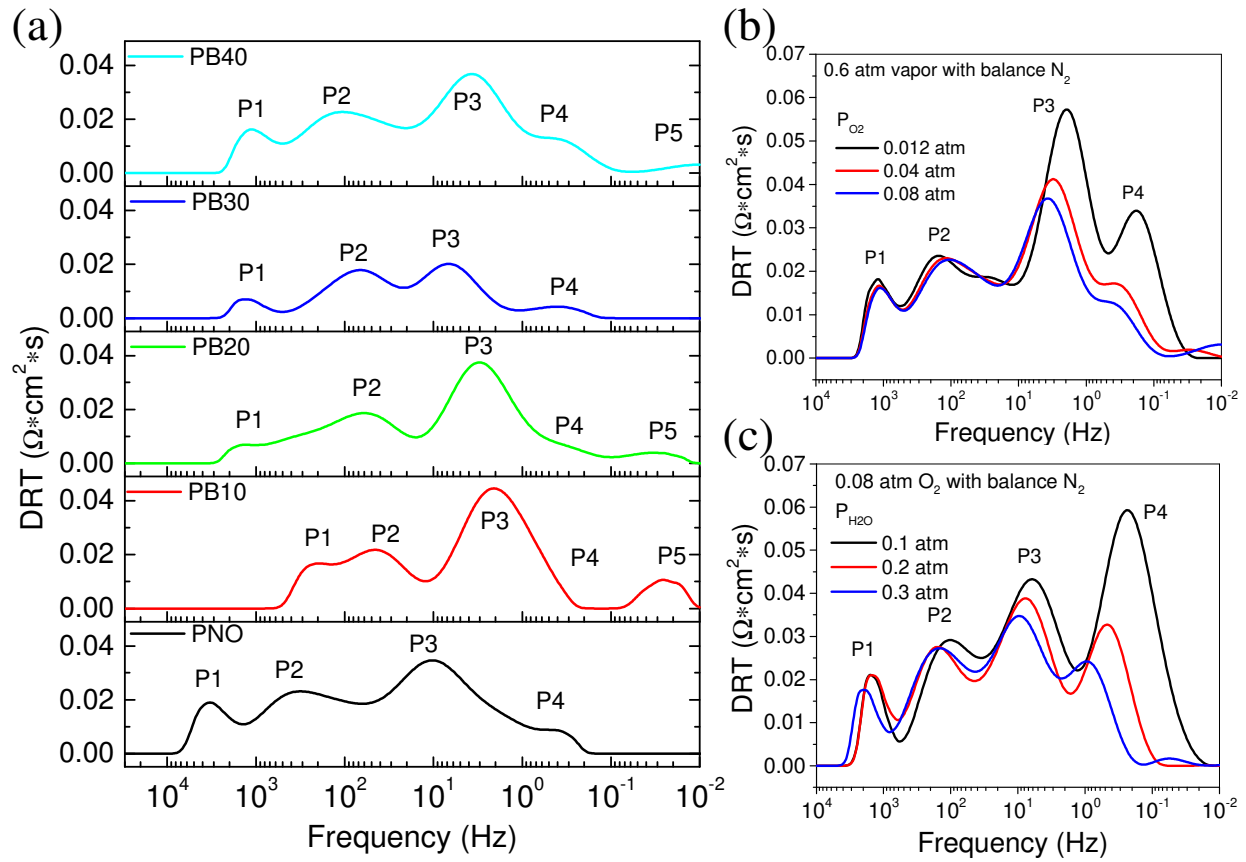 (a)
DRT (Ω*cm²*s)
PB40
0.04
0.02
0.00
P1
P2
P3
P4
P5
PB30
0.04
0.02
0.00
P1
P2
P3
P4
PB20
0.04
0.02
0.00
P1
P2
P3
P4
P5
PB10
0.04
0.02
0.00
P1
P2
P3
P4
P5
PNO
0.04
0.02
0.00
P1
P2
P3
P4
10⁴ 10³ 10² 10¹ 10⁰ 10⁻¹ 10⁻²
Frequency (Hz)
(b)
DRT (Ω*cm²*s)
0.07
0.06
0.05
0.04
0.03
0.02
0.01
0.00
0.6 atm vapor with balance N₂
P_O2
0.012 atm
0.04 atm
0.08 atm
P1
P2
P3
P4
10⁴ 10³ 10² 10¹ 10⁰ 10⁻¹ 10⁻²
Frequency (Hz)
(c)
DRT (Ω*cm²*s)
0.07
0.06
0.05
0.04
0.03
0.02
0.01
0.00
0.08 atm O₂ with balance N₂
P_H2O
0.1 atm
0.2 atm
0.3 atm
P1
P2
P3
P4
10⁴ 10³ 10² 10¹ 10⁰ 10⁻¹ 10⁻²
Frequency (Hz)